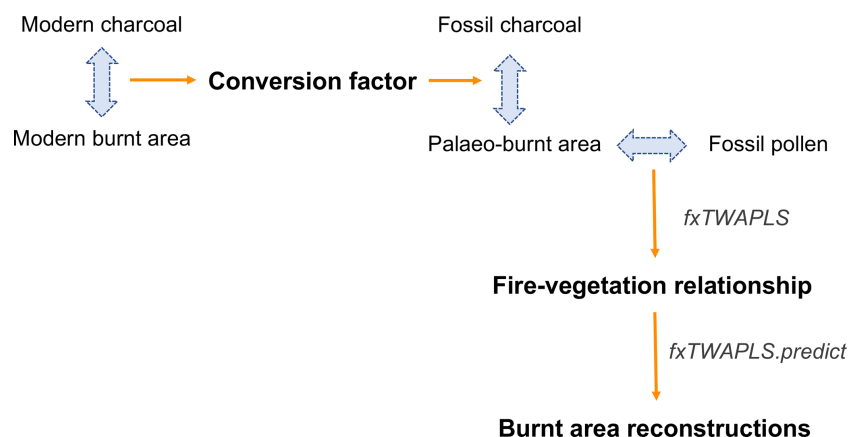 Modern charcoal
Fossil charcoal
Conversion factor
Modern burnt area
Palaeo-burnt area
Fossil pollen
fxTWAPLS
Fire-vegetation relationship
fxTWAPLS.predict
Burnt area reconstructions